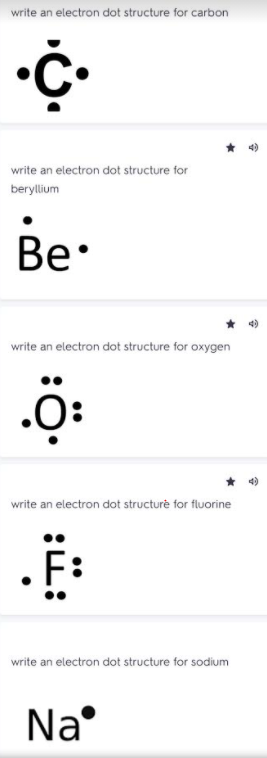 write an electron dot structure for carbon
C
write an electron dot structure for
beryllium
Be
write an electron dot structure for oxygen
O
write an electron dot structure for fluorine
F
write an electron dot structure for sodium
Na